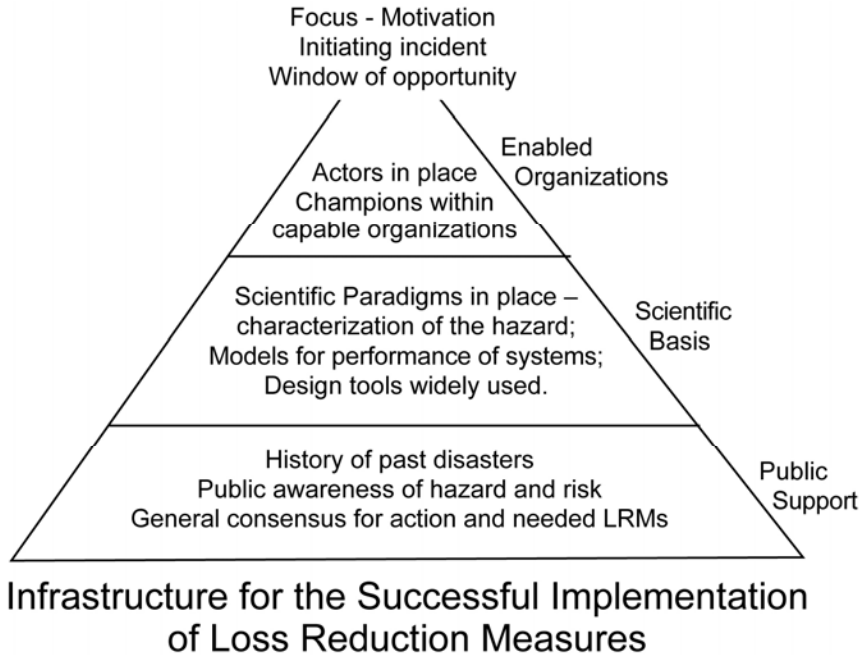 Focus - Motivation
Initiating incident
Window of opportunity
Enabled
Organizations
Actors in place
Champions within
capable organizations
Scientific Paradigms in place –
characterization of the hazard;
Models for performance of systems;
Design tools widely used.
Scientific
Basis
History of past disasters
Public awareness of hazard and risk
General consensus for action and needed LRMs
Public
Support
Infrastructure for the Successful Implementation
of Loss Reduction Measures